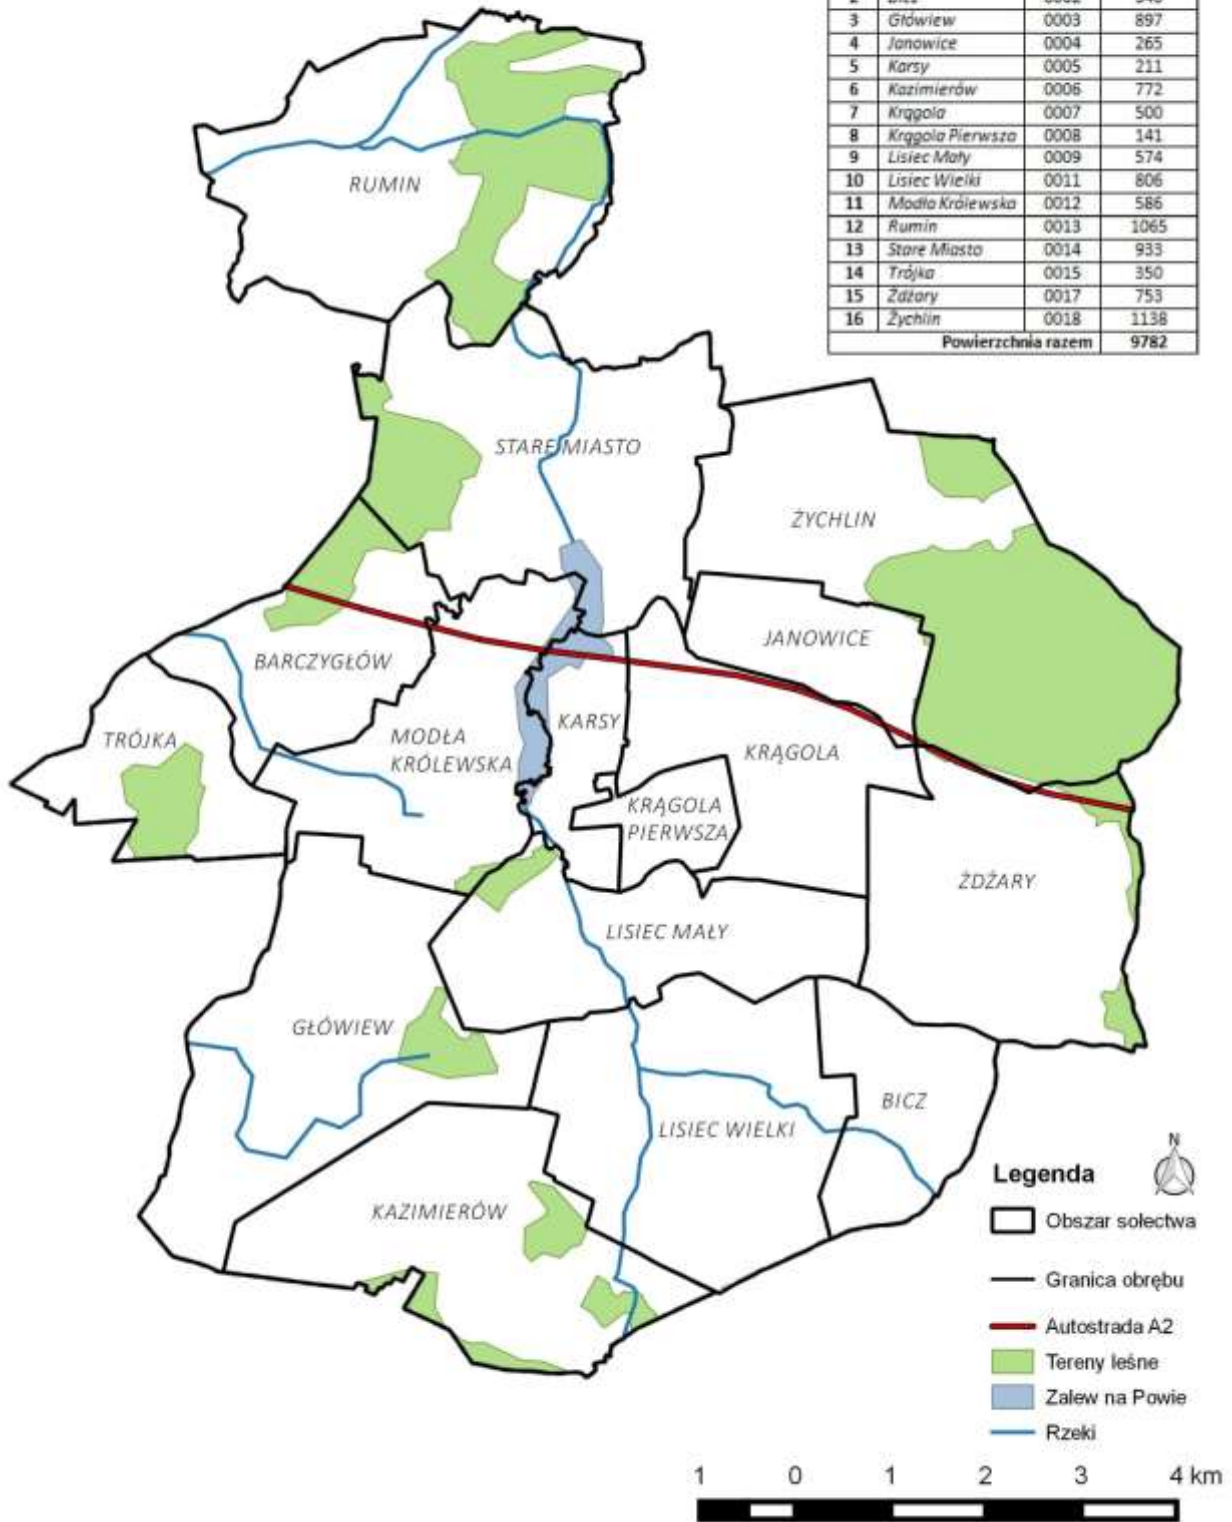 3 Główiew 0003 897
4 Janowice 0004 265
5 Karsy 0005 211
6 Kazimierów 0006 772
7 Krągola 0007 500
8 Krągola Pierwsza 0008 141
9 Lisiec Mały 0009 574
10 Lisiec Wielki 0011 806
11 Modła Królewska 0012 586
12 Rumin 0013 1065
13 Stare Miasto 0014 933
14 Trójka 0015 350
15 Żdżary 0017 753
16 Żychlin 0018 1138
Powierzchnia razem 9782
RUMIN
STARE MIASTO
ŻYCHLIN
JANOWICE
BARCZYGŁÓW
KARSY
TRÓJKA
MODŁA
KRÓLEWSKA
KRĄGOLA
KRĄGOLA
PIERWSZA
ŻDŻARY
LISIEC MAŁY
GŁÓWIEW
BICZ
LISIEC WIELKI
KAZIMIERÓW
N
Legenda
Obszar sołectwa
Granica obrębu
Autostrada A2
Tereny leśne
Zalew na Powie
Rzeki
1 0 1 2 3 4 km